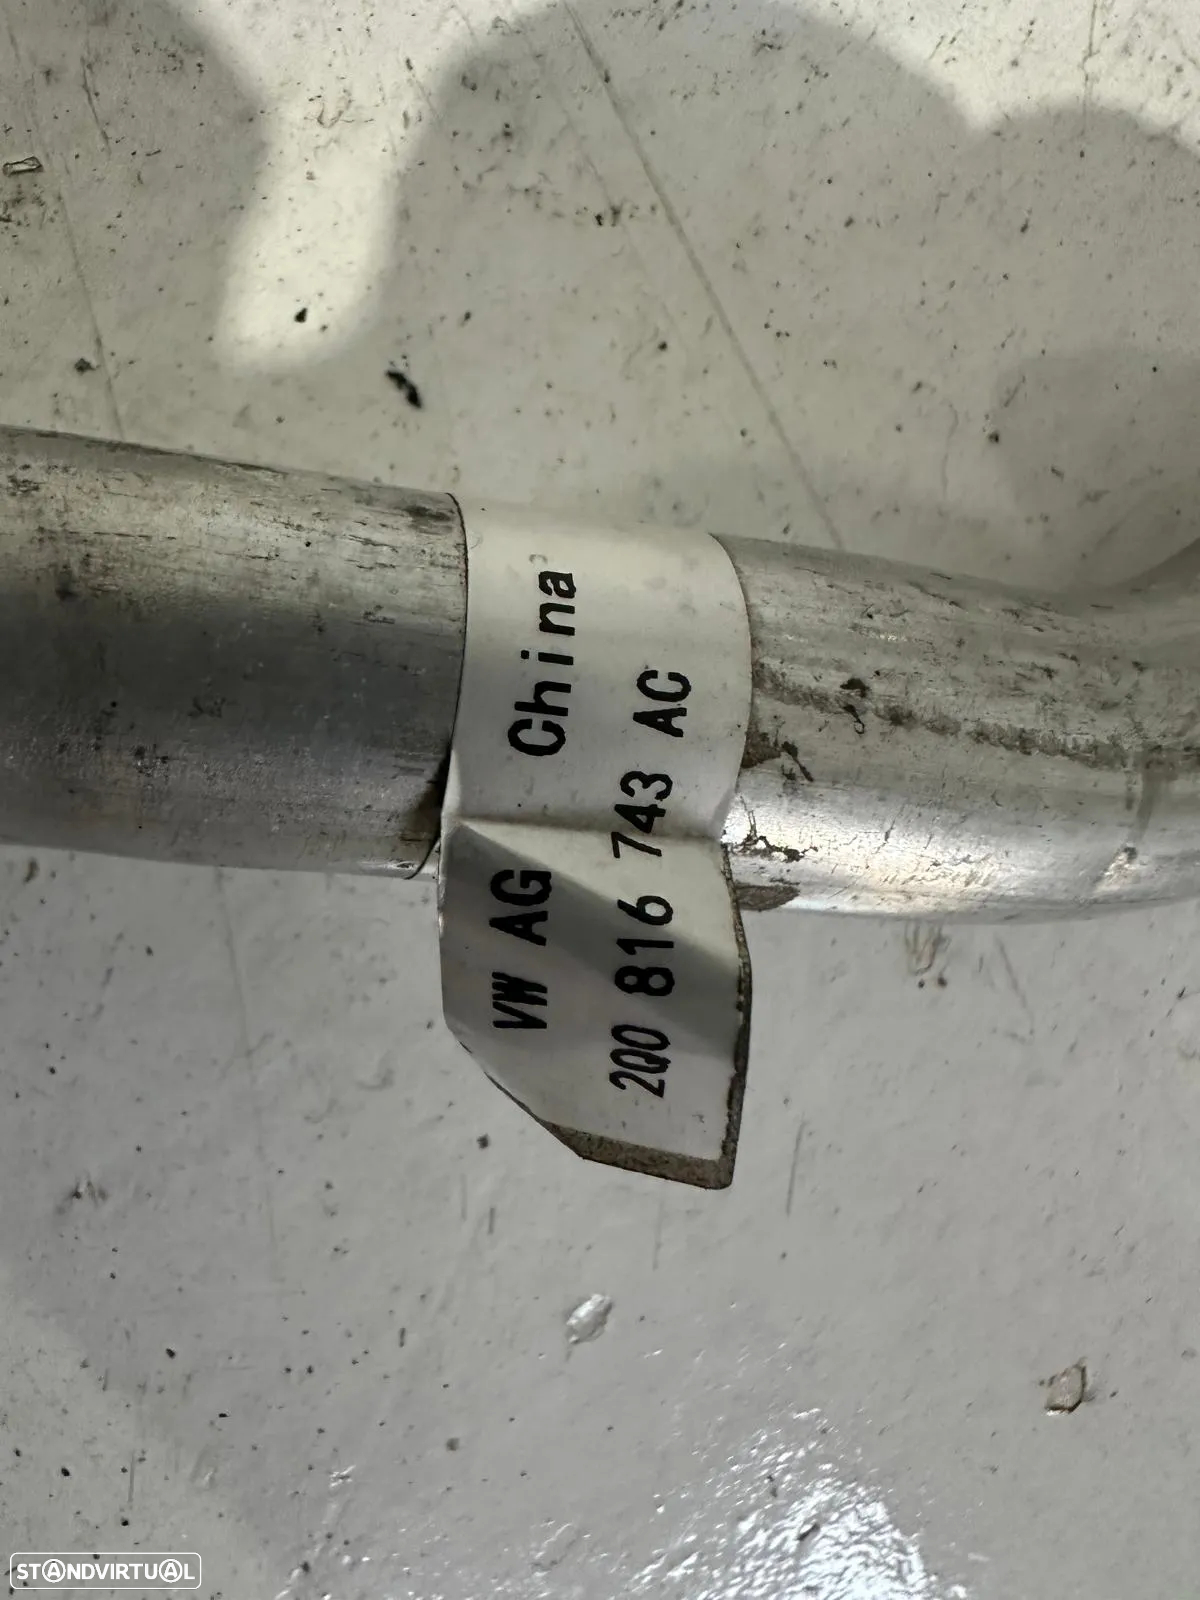 VW AG China
2Q0 816 743 AC
STANDVIRTUAL